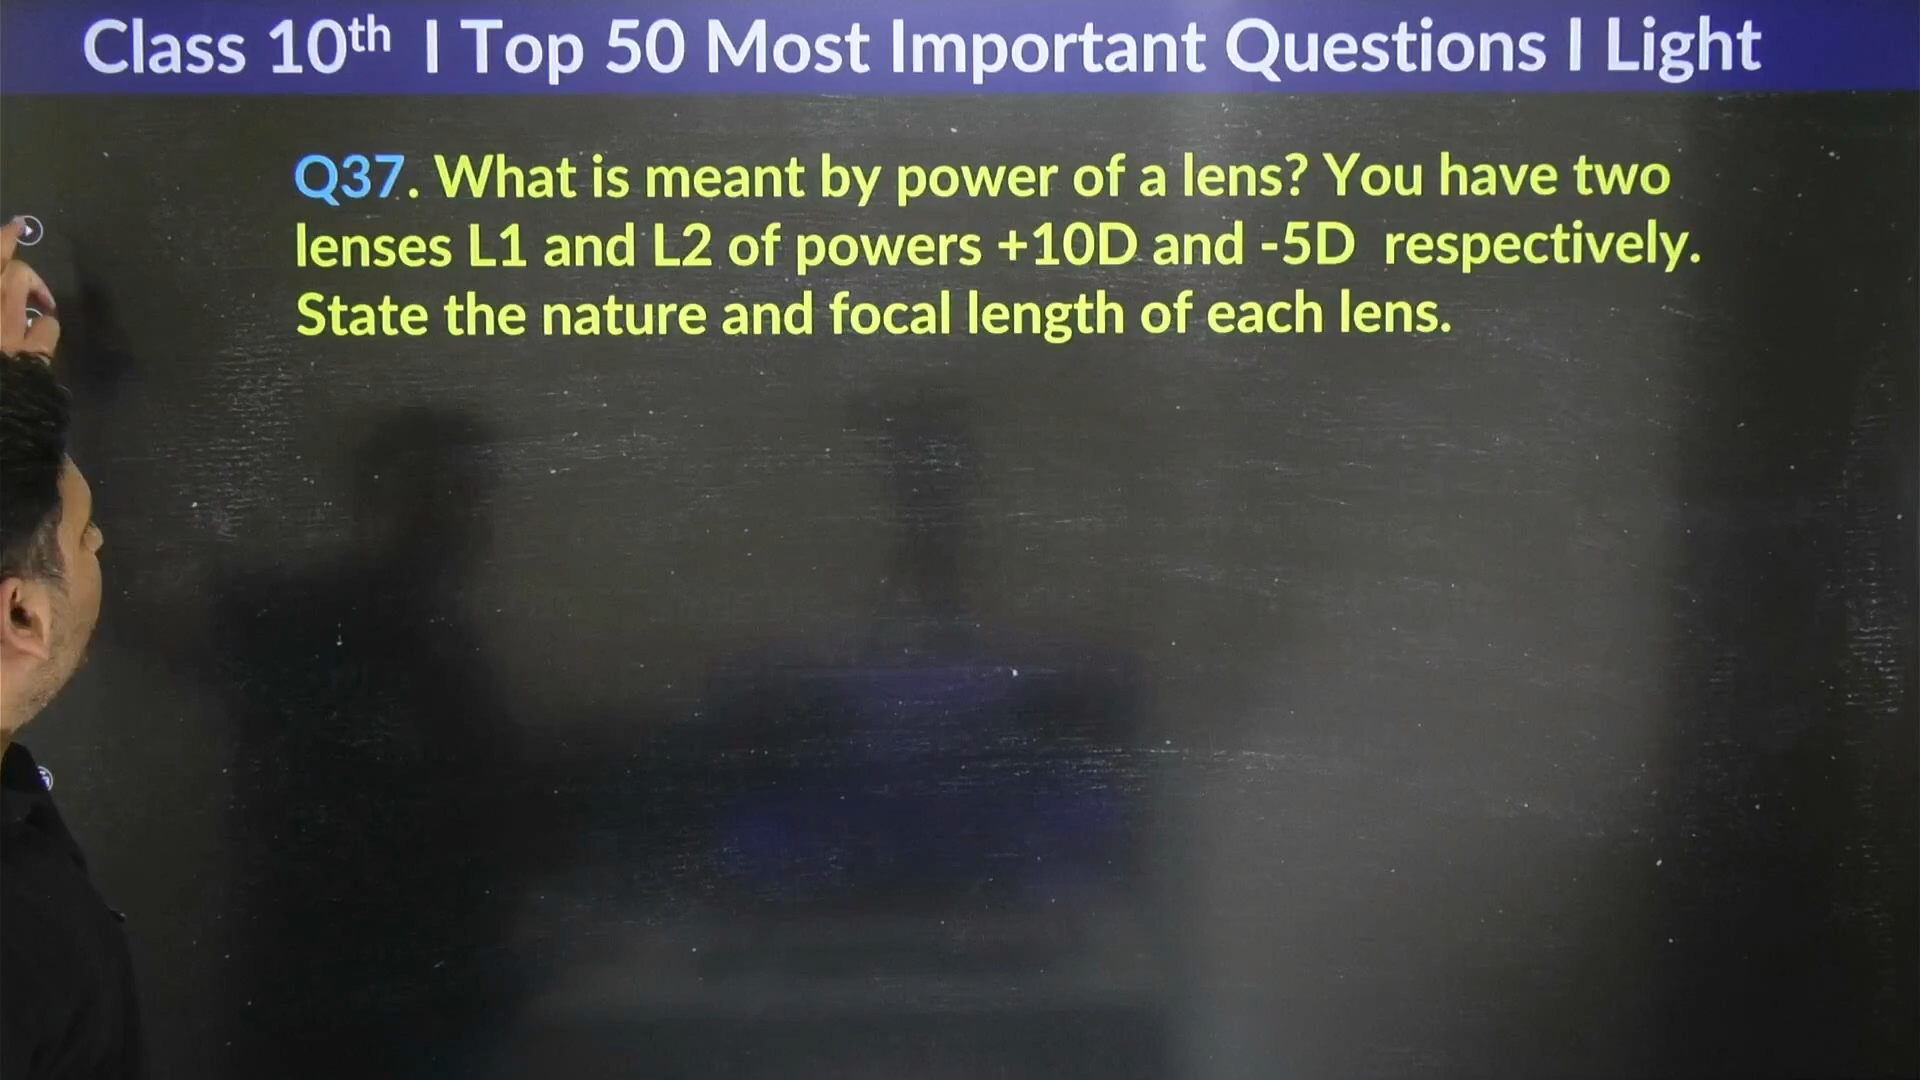 Class 10th I Top 50 Most Important Questions I Light
Q37. What is meant by power of a lens? You have two
lenses L1 and L2 of powers +10D and -5D respectively.
State the nature and focal length of each lens.